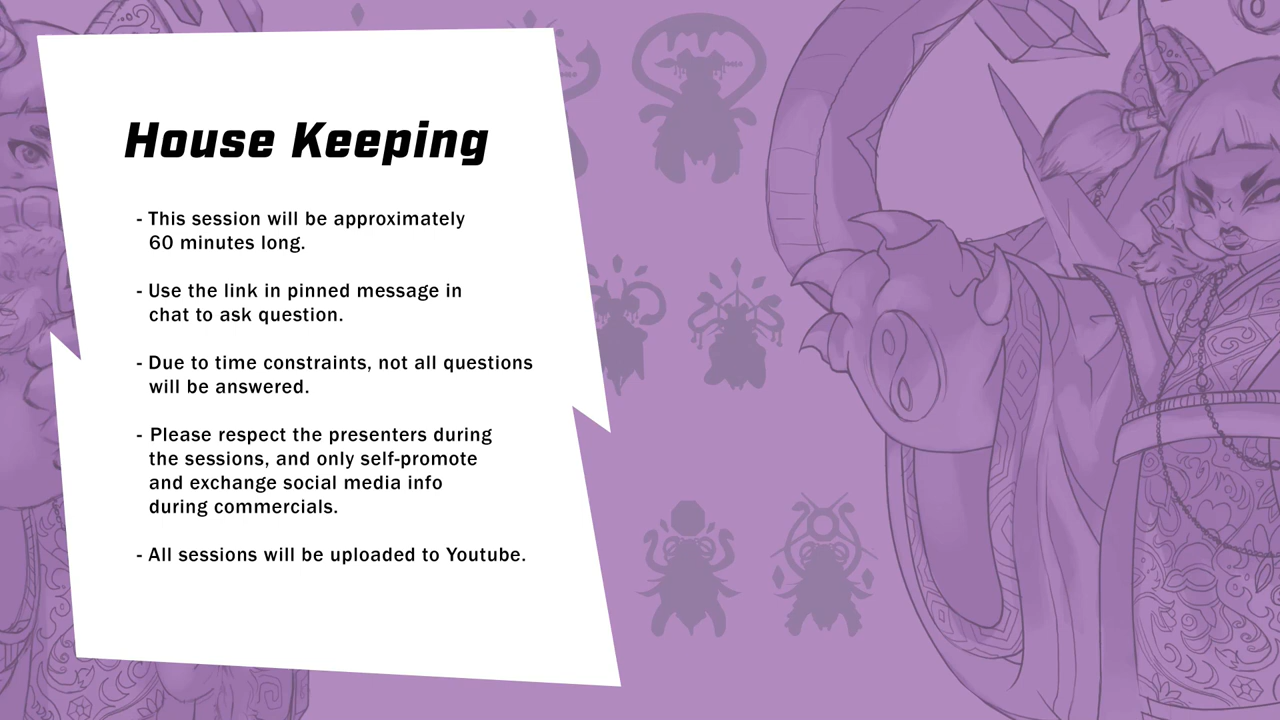 House Keeping
- This session will be approximately
60 minutes long.
- Use the link in pinned message in
chat to ask question.
- Due to time constraints, not all questions
will be answered.
- Please respect the presenters during
the sessions, and only self-promote
and exchange social media info
during commercials.
- All sessions will be uploaded to Youtube.